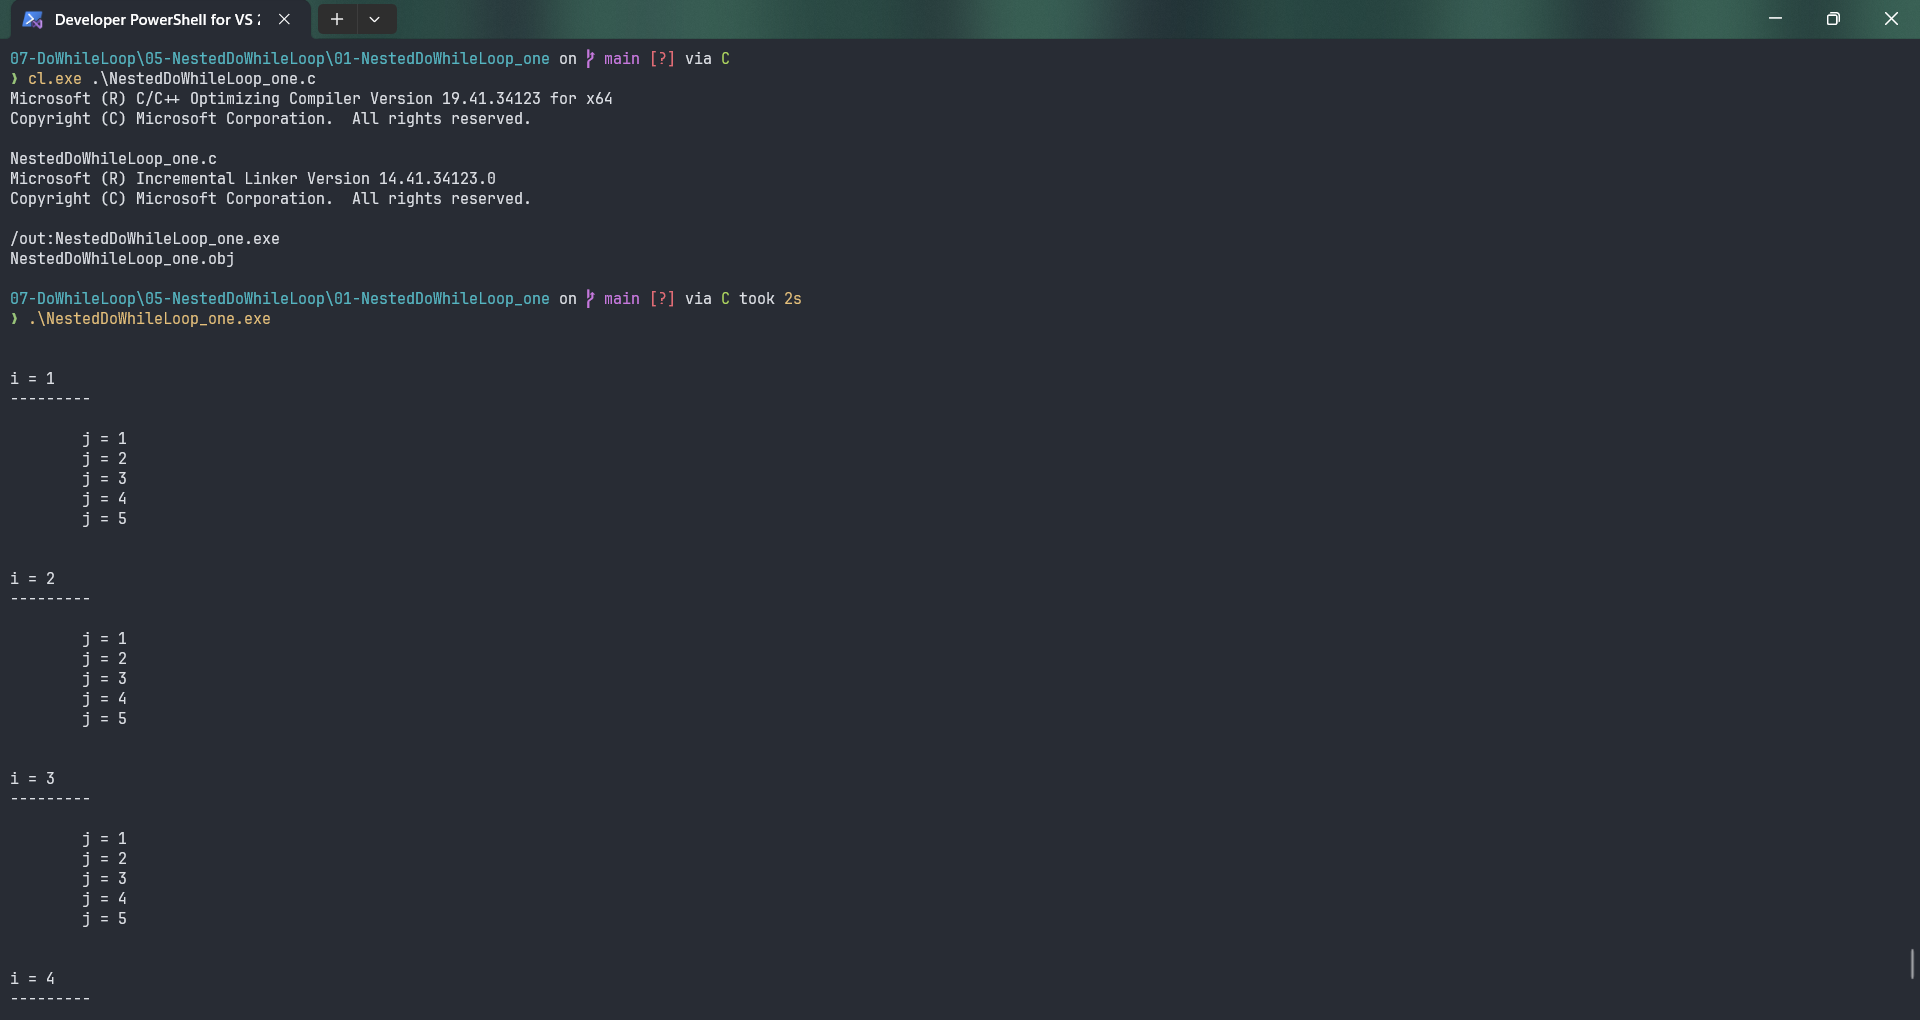 Developer PowerShell for VS 2
07-DoWhileLoop\05-NestedDoWhileLoop\01-NestedDoWhileLoop_one on main [?] via C
❯ cl.exe .\NestedDoWhileLoop_one.c
Microsoft (R) C/C++ Optimizing Compiler Version 19.41.34123 for x64
Copyright (C) Microsoft Corporation.  All rights reserved.
NestedDoWhileLoop_one.c
Microsoft (R) Incremental Linker Version 14.41.34123.0
Copyright (C) Microsoft Corporation.  All rights reserved.
/out:NestedDoWhileLoop_one.exe
NestedDoWhileLoop_one.obj
07-DoWhileLoop\05-NestedDoWhileLoop\01-NestedDoWhileLoop_one on main [?] via C took 2s
❯ .\NestedDoWhileLoop_one.exe
i = 1
---------
j = 1
j = 2
j = 3
j = 4
j = 5
i = 2
---------
j = 1
j = 2
j = 3
j = 4
j = 5
i = 3
---------
j = 1
j = 2
j = 3
j = 4
j = 5
i = 4
---------